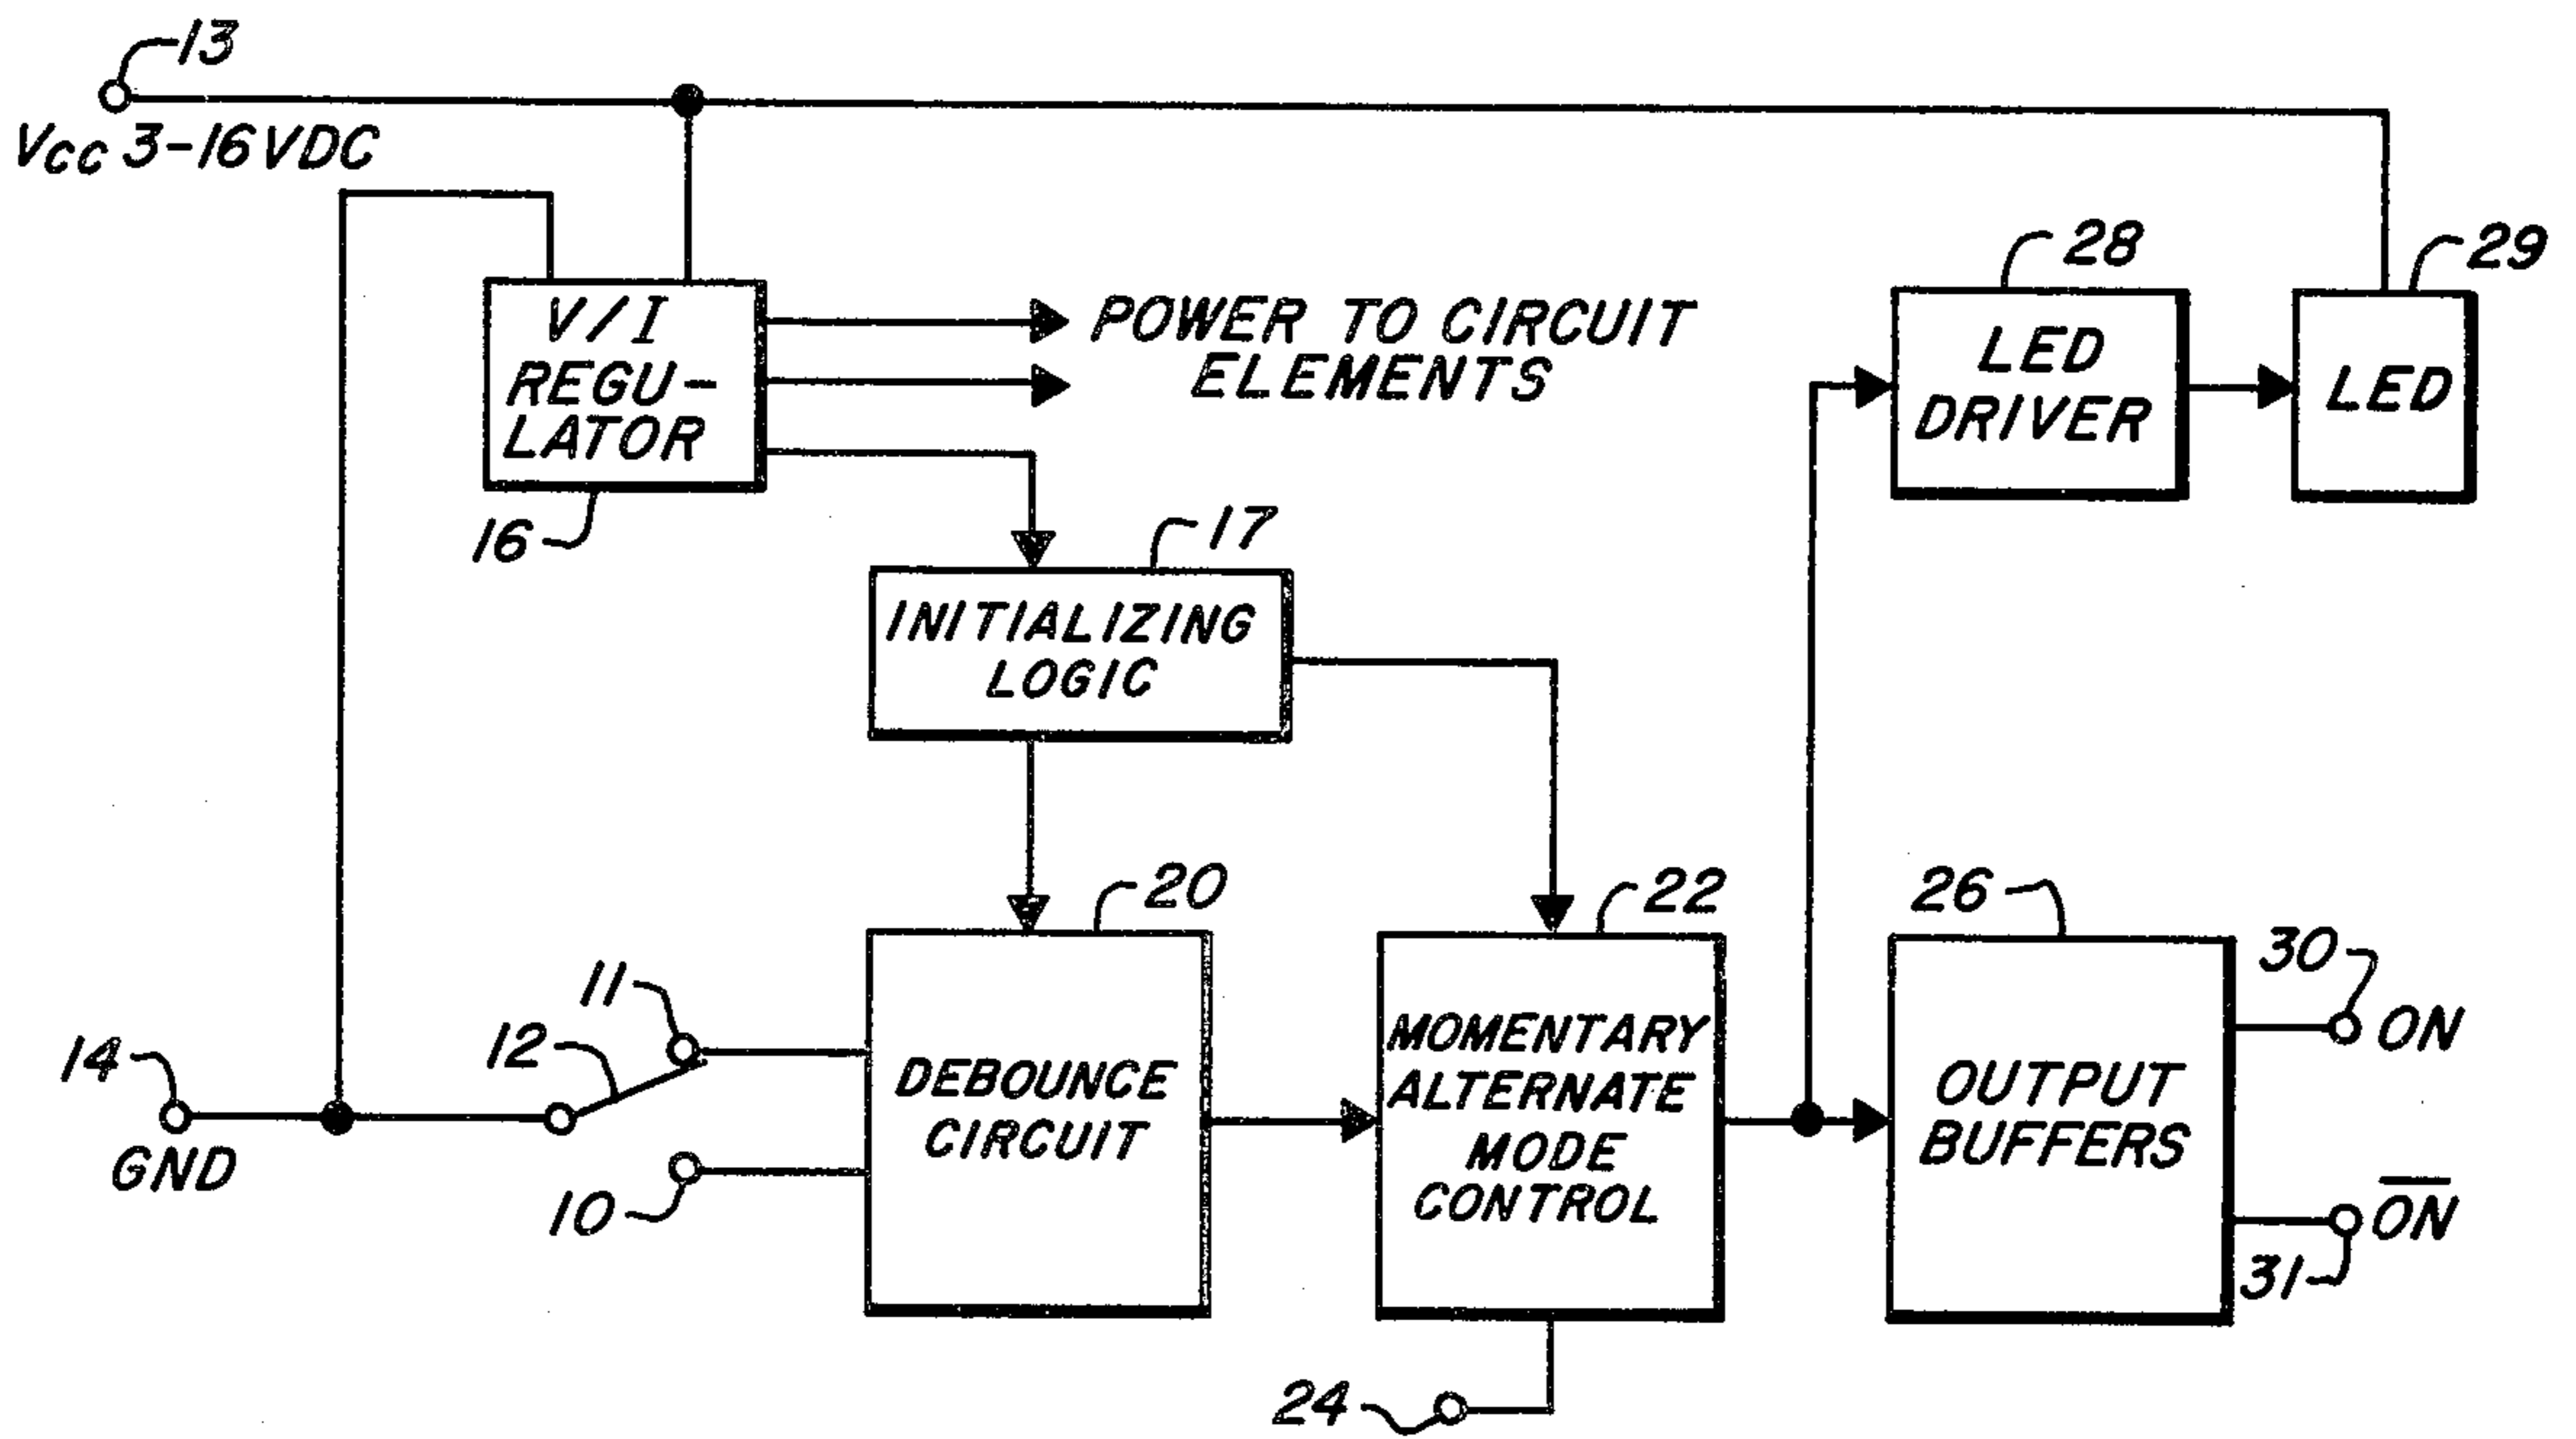 13
VCC 3-16 VDC
28
29
V/I
REGU-
LATOR
POWER TO CIRCUIT
ELEMENTS
LED
DRIVER
LED
16
17
INITIALIZING
LOGIC
20
22
26
30
ON
11
12
14
GND
10
DEBOUNCE
CIRCUIT
MOMENTARY
ALTERNATE
MODE
CONTROL
OUTPUT
BUFFERS
O̅N̅
31
24